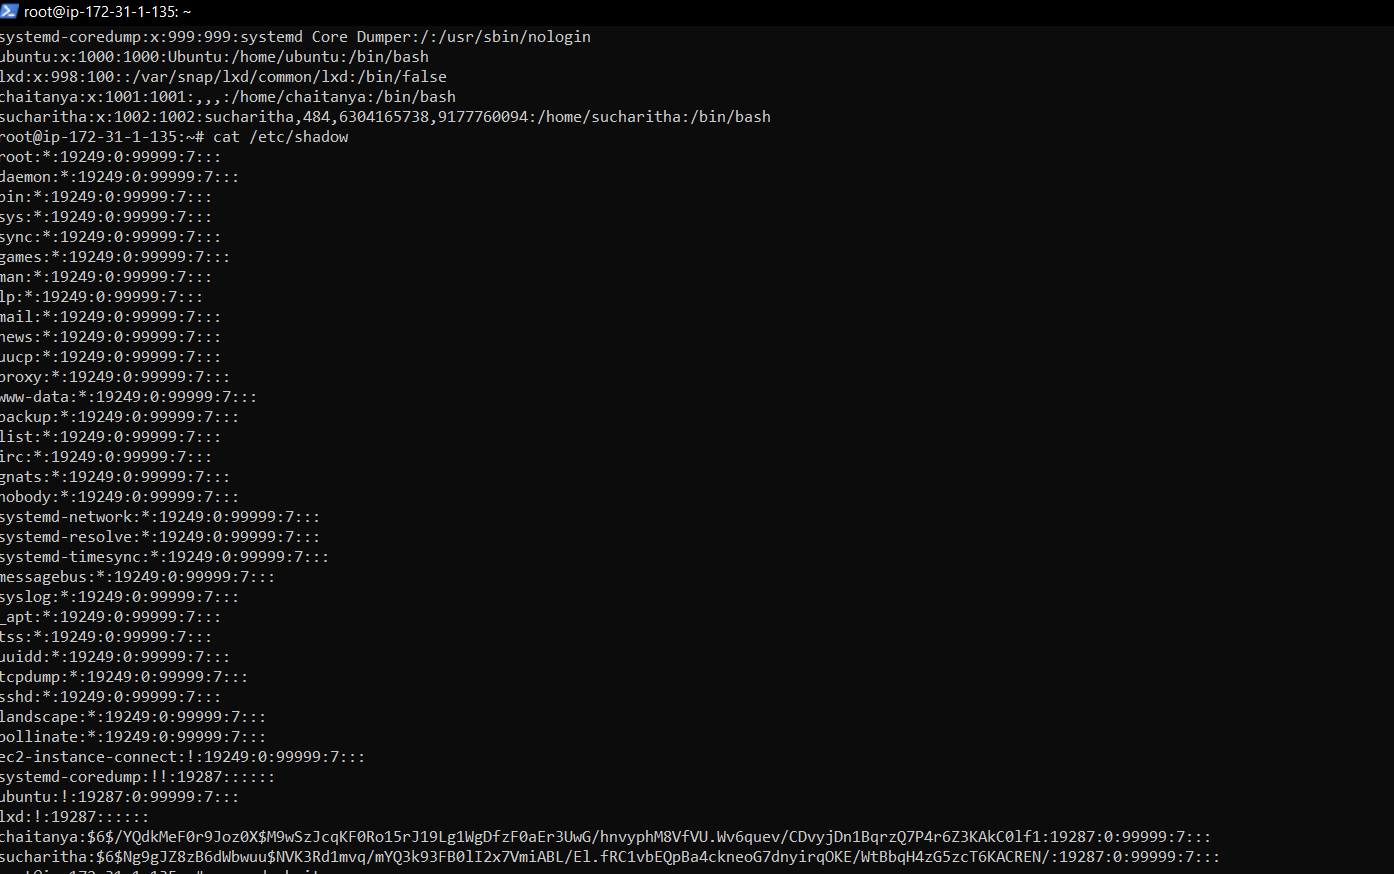 root@ip-172-31-1-135: ~
systemd-coredump:x:999:999:systemd Core Dumper:/:/usr/sbin/nologin
ubuntu:x:1000:1000:Ubuntu:/home/ubuntu:/bin/bash
lxd:x:998:100::/var/snap/lxd/common/lxd:/bin/false
chaitanya:x:1001:1001:,,,:/home/chaitanya:/bin/bash
sucharitha:x:1002:1002:sucharitha,484,6304165738,9177760094:/home/sucharitha:/bin/bash
root@ip-172-31-1-135:~# cat /etc/shadow
root:*:19249:0:99999:7:::
daemon:*:19249:0:99999:7:::
bin:*:19249:0:99999:7:::
sys:*:19249:0:99999:7:::
sync:*:19249:0:99999:7:::
games:*:19249:0:99999:7:::
man:*:19249:0:99999:7:::
lp:*:19249:0:99999:7:::
mail:*:19249:0:99999:7:::
news:*:19249:0:99999:7:::
uucp:*:19249:0:99999:7:::
proxy:*:19249:0:99999:7:::
www-data:*:19249:0:99999:7:::
backup:*:19249:0:99999:7:::
list:*:19249:0:99999:7:::
irc:*:19249:0:99999:7:::
gnats:*:19249:0:99999:7:::
nobody:*:19249:0:99999:7:::
systemd-network:*:19249:0:99999:7:::
systemd-resolve:*:19249:0:99999:7:::
systemd-timesync:*:19249:0:99999:7:::
messagebus:*:19249:0:99999:7:::
syslog:*:19249:0:99999:7:::
_apt:*:19249:0:99999:7:::
tss:*:19249:0:99999:7:::
uuidd:*:19249:0:99999:7:::
tcpdump:*:19249:0:99999:7:::
sshd:*:19249:0:99999:7:::
landscape:*:19249:0:99999:7:::
pollinate:*:19249:0:99999:7:::
ec2-instance-connect:!:19249:0:99999:7:::
systemd-coredump:!!:19287::::::
ubuntu:!:19287:0:99999:7:::
lxd:!:19287::::::
chaitanya:$6$/YQdkMeF0r9Joz0X$M9wSzJcqKF0Ro15rJ19Lg1WgDfzF0aEr3UwG/hnvyphM8VfVU.Wv6quev/CDvyjDn1BqrzQ7P4r6Z3KAkC0lf1:19287:0:99999:7:::
sucharitha:$6$Ng9gJZ8zB6dWbwuu$NVK3Rd1mvq/mYQ3k93FB0lI2x7VmiABL/El.fRC1vbEQpBa4ckneoG7dnyirqOKE/WtBbqH4zG5zcT6KACREN/:19287:0:99999:7:::